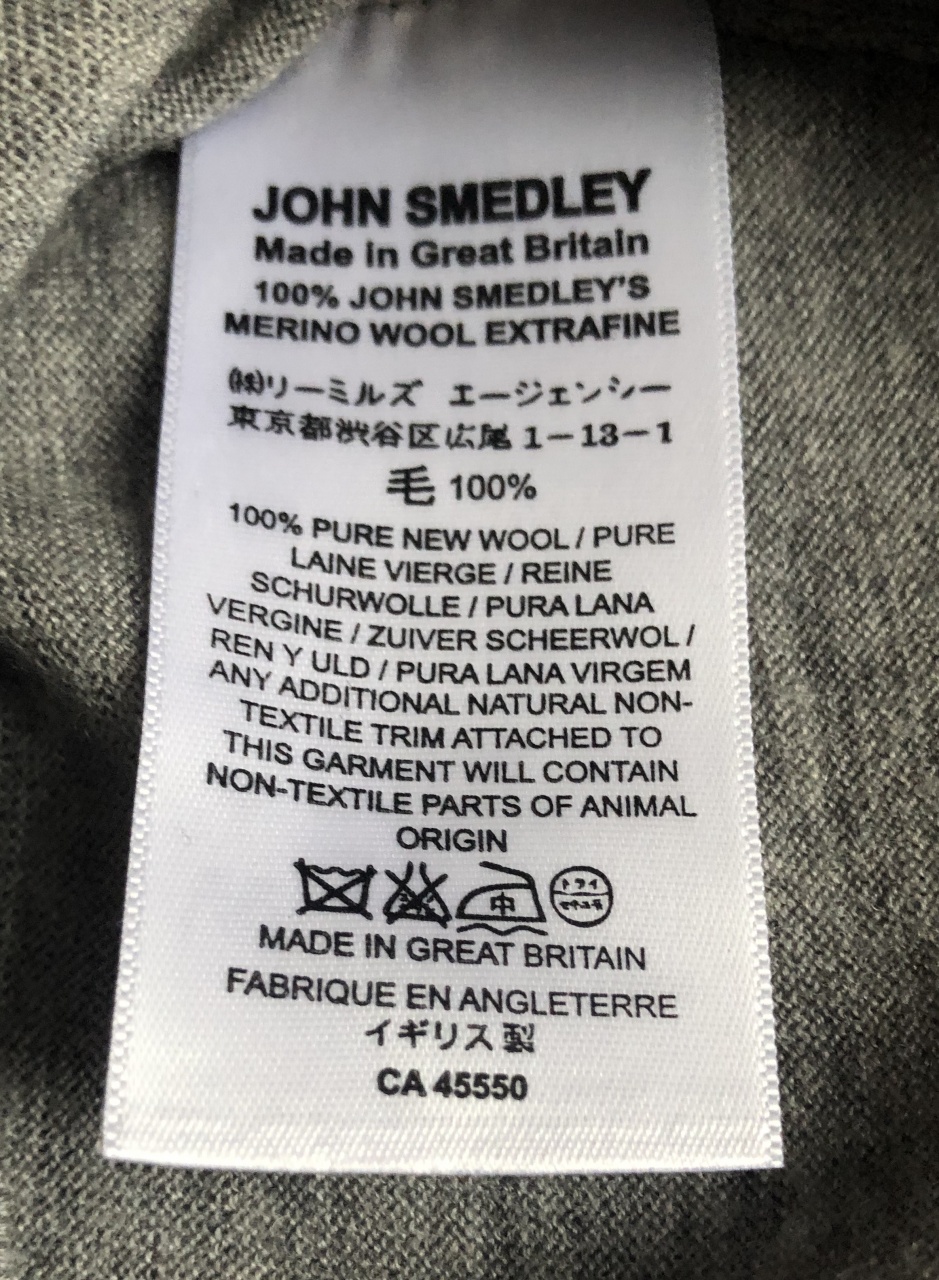 JOHN SMEDLEY
Made in Great Britain
100% JOHN SMEDLEY'S
MERINO WOOL EXTRAFINE
㈱リーミルズ エージェンシー
東京都渋谷区広尾1-13-1
毛 100%
100% PURE NEW WOOL / PURE
LAINE VIERGE / REINE
SCHURWOLLE / PURA LANA
VERGINE / ZUIVER SCHEERWOL /
REN Y ULD / PURA LANA VIRGEM
ANY ADDITIONAL NATURAL NON-
TEXTILE TRIM ATTACHED TO
THIS GARMENT WILL CONTAIN
NON-TEXTILE PARTS OF ANIMAL
ORIGIN
中 ドライ
MADE IN GREAT BRITAIN
FABRIQUE EN ANGLETERRE
イギリス製
CA 45550